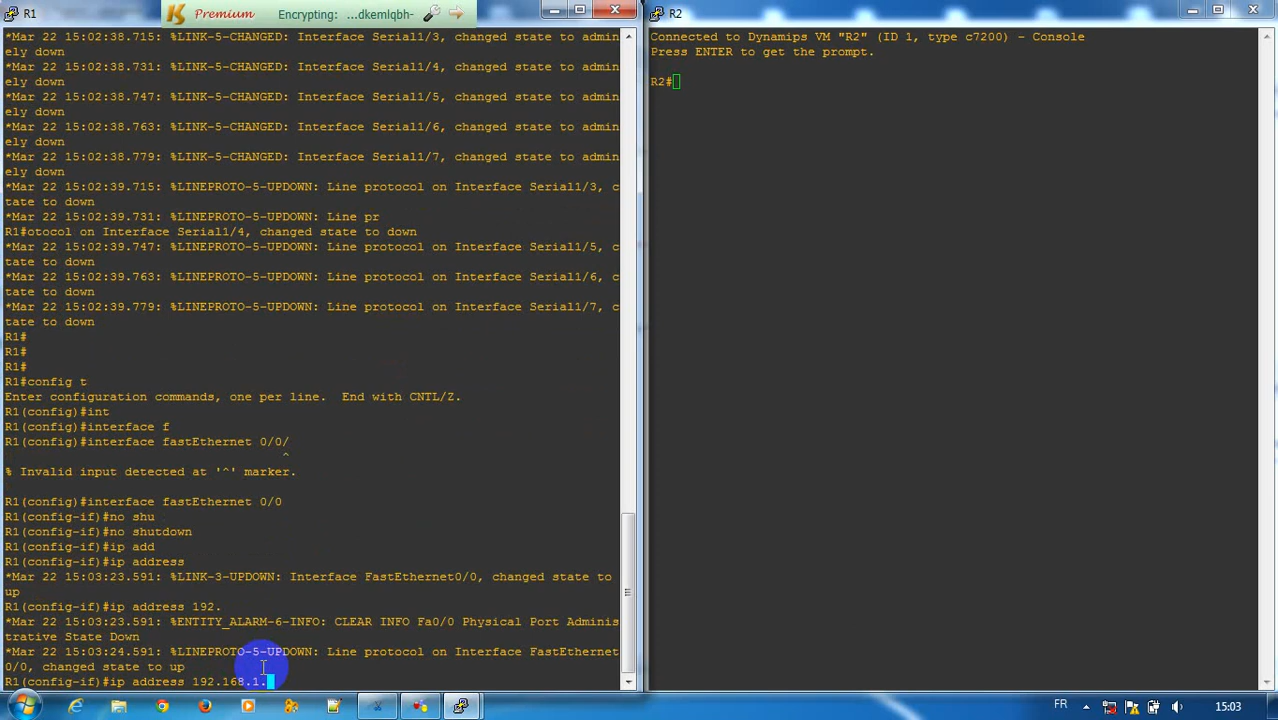 R1
Premium
Encrypting: ...dkemlqbh-
*Mar 22 15:02:38.715: %LINK-5-CHANGED: Interface Serial1/3, changed state to admin
ely down
*Mar 22 15:02:38.731: %LINK-5-CHANGED: Interface Serial1/4, changed state to admin
ely down
*Mar 22 15:02:38.747: %LINK-5-CHANGED: Interface Serial1/5, changed state to admin
ely down
*Mar 22 15:02:38.763: %LINK-5-CHANGED: Interface Serial1/6, changed state to admin
ely down
*Mar 22 15:02:38.779: %LINK-5-CHANGED: Interface Serial1/7, changed state to admin
ely down
*Mar 22 15:02:39.715: %LINEPROTO-5-UPDOWN: Line protocol on Interface Serial1/3, c
tate to down
*Mar 22 15:02:39.731: %LINEPROTO-5-UPDOWN: Line pr
R1#otocol on Interface Serial1/4, changed state to down
*Mar 22 15:02:39.747: %LINEPROTO-5-UPDOWN: Line protocol on Interface Serial1/5, c
tate to down
*Mar 22 15:02:39.763: %LINEPROTO-5-UPDOWN: Line protocol on Interface Serial1/6, c
tate to down
*Mar 22 15:02:39.779: %LINEPROTO-5-UPDOWN: Line protocol on Interface Serial1/7, c
tate to down
R1#
R1#
R1#
R1#config t
Enter configuration commands, one per line.  End with CNTL/Z.
R1(config)#int
R1(config)#interface f
R1(config)#interface fastEthernet 0/0/
^
% Invalid input detected at '^' marker.
R1(config)#interface fastEthernet 0/0
R1(config-if)#no shu
R1(config-if)#no shutdown
R1(config-if)#ip add
R1(config-if)#ip address
*Mar 22 15:03:23.591: %LINK-3-UPDOWN: Interface FastEthernet0/0, changed state to
up
R1(config-if)#ip address 192.
*Mar 22 15:03:23.591: %ENTITY_ALARM-6-INFO: CLEAR INFO Fa0/0 Physical Port Adminis
trative State Down
*Mar 22 15:03:24.591: %LINEPROTO-5-UPDOWN: Line protocol on Interface FastEthernet
0/0, changed state to up
R1(config-if)#ip address 192.168.1.
R2
Connected to Dynamips VM "R2" (ID 1, type c7200) - Console
Press ENTER to get the prompt.
R2#
FR
15:03